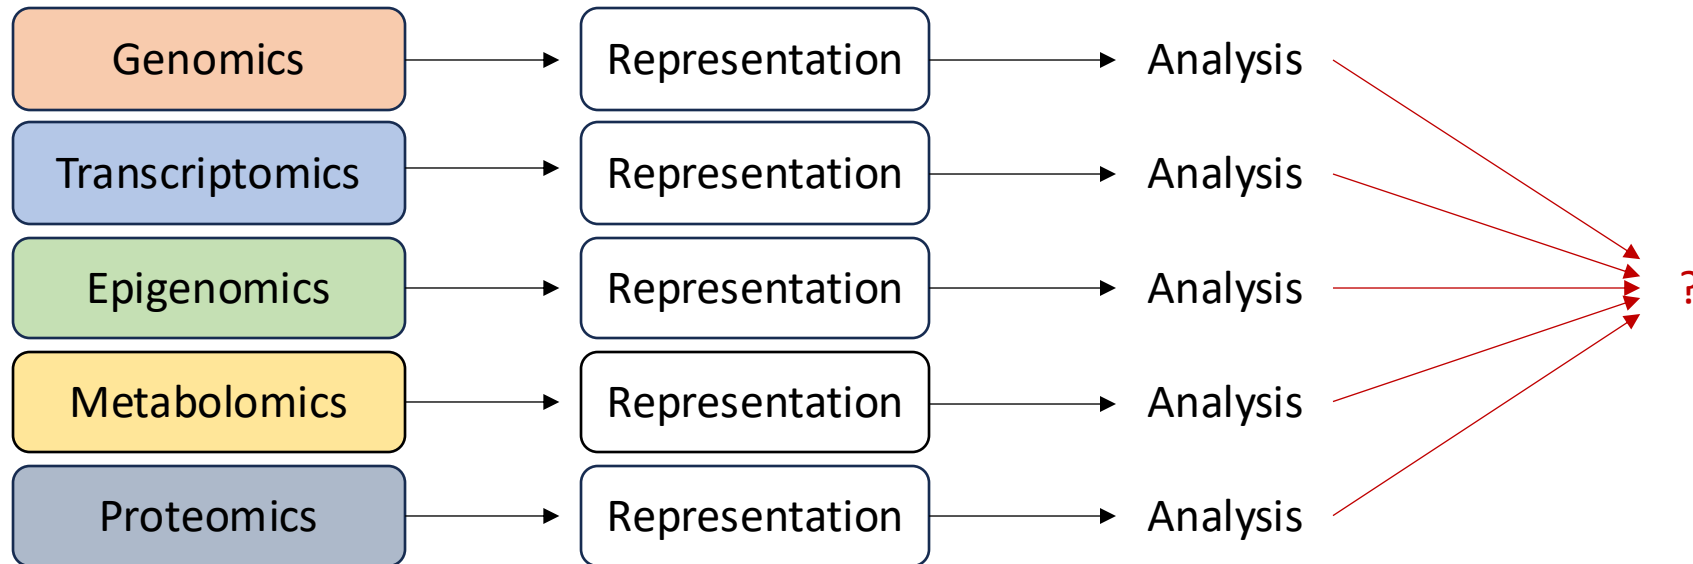 Genomics Representation Analysis
Transcriptomics Representation Analysis
Epigenomics Representation Analysis ?
Metabolomics Representation Analysis
Proteomics Representation Analysis